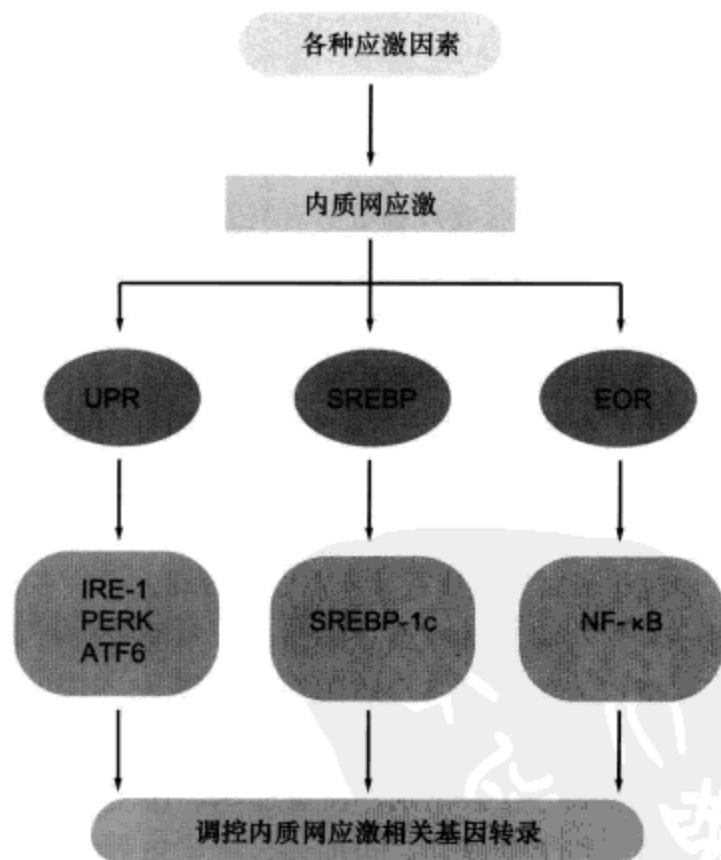 各种应激因素
内质网应激
UPR
SREBP
EOR
IRE-1
PERK
ATF6
SREBP-1c
NF-κB
调控内质网应激相关基因转录